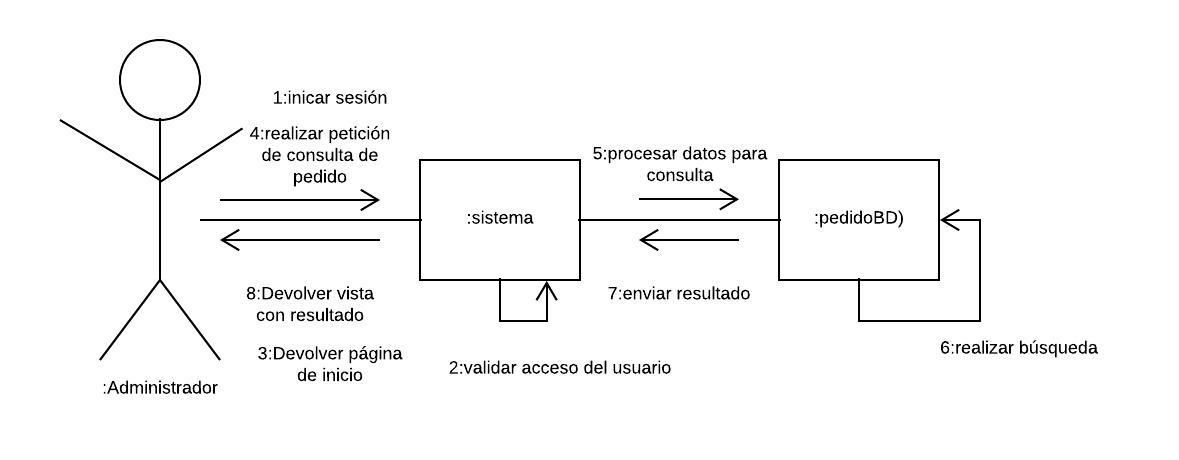 1:inicar sesión
4:realizar petición
de consulta de
pedido
5:procesar datos para
consulta
:sistema
:pedidoBD)
8:Devolver vista
con resultado
7:enviar resultado
3:Devolver página
de inicio
6:realizar búsqueda
2:validar acceso del usuario
:Administrador